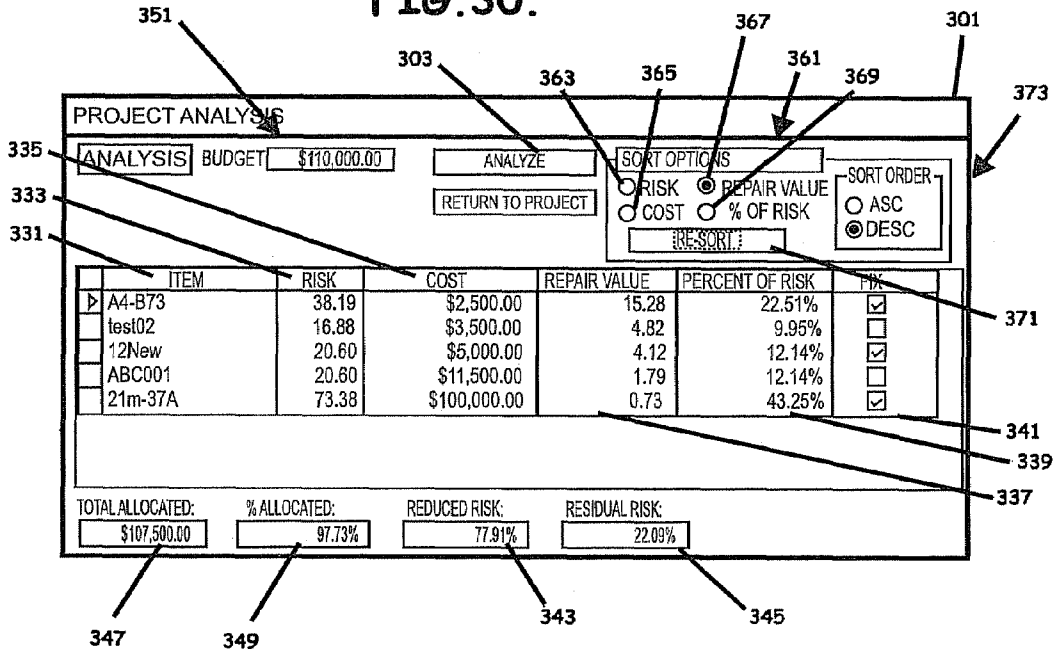 FIG.30.
351
367
301
303
363
365
361
369
373
PROJECT ANALYSIS
335
ANALYSIS BUDGET $110,000.00 ANALYZE SORT OPTIONS
RISK REPAIR VALUE SORT ORDER
333
RETURN TO PROJECT COST % OF RISK ASC
RE-SORT DESC
331
ITEM RISK COST REPAIR VALUE PERCENT OF RISK FIX
A4-B73 38.19 $2,500.00 15.28 22.51%
371
test02 16.88 $3,500.00 4.82 9.95%
12New 20.60 $5,000.00 4.12 12.14%
ABC001 20.60 $11,500.00 1.79 12.14%
21m-37A 73.38 $100,000.00 0.73 43.25%
341
339
337
TOTAL ALLOCATED: % ALLOCATED: REDUCED RISK: RESIDUAL RISK:
$107,500.00 97.73% 77.91% 22.09%
347 349 343 345